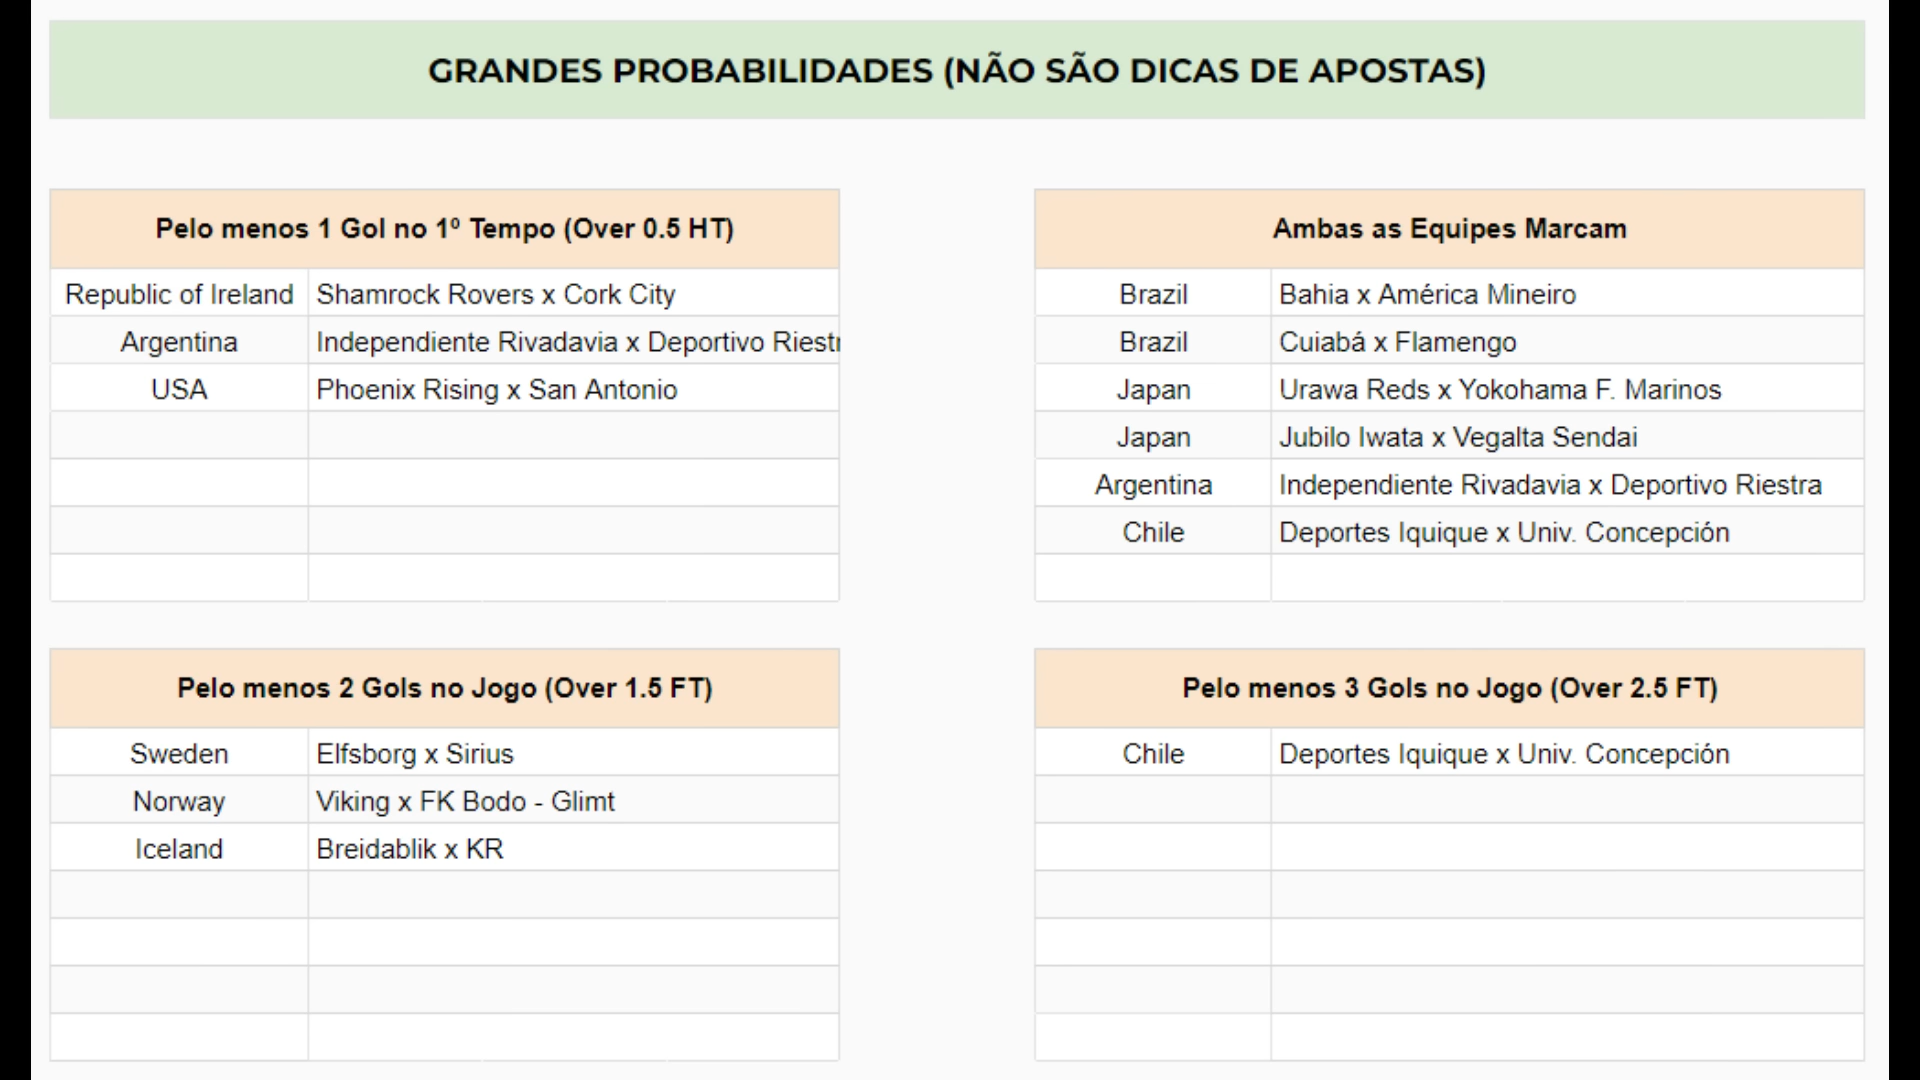 GRANDES PROBABILIDADES (NÃO SÃO DICAS DE APOSTAS)
Pelo menos 1 Gol no 1º Tempo (Over 0.5 HT)
Republic of Ireland Shamrock Rovers x Cork City
Argentina Independiente Rivadavia x Deportivo Riestr
USA Phoenix Rising x San Antonio
Ambas as Equipes Marcam
Brazil Bahia x América Mineiro
Brazil Cuiabá x Flamengo
Japan Urawa Reds x Yokohama F. Marinos
Japan Jubilo Iwata x Vegalta Sendai
Argentina Independiente Rivadavia x Deportivo Riestra
Chile Deportes Iquique x Univ. Concepción
Pelo menos 2 Gols no Jogo (Over 1.5 FT)
Sweden Elfsborg x Sirius
Norway Viking x FK Bodo - Glimt
Iceland Breidablik x KR
Pelo menos 3 Gols no Jogo (Over 2.5 FT)
Chile Deportes Iquique x Univ. Concepción